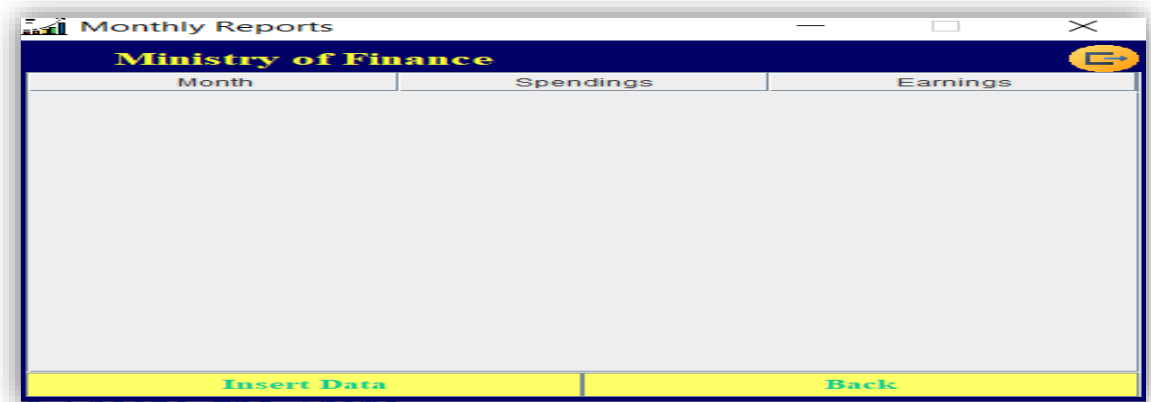 Monthly Reports
Ministry of Finance
Month Spendings Earnings
Insert Data Back